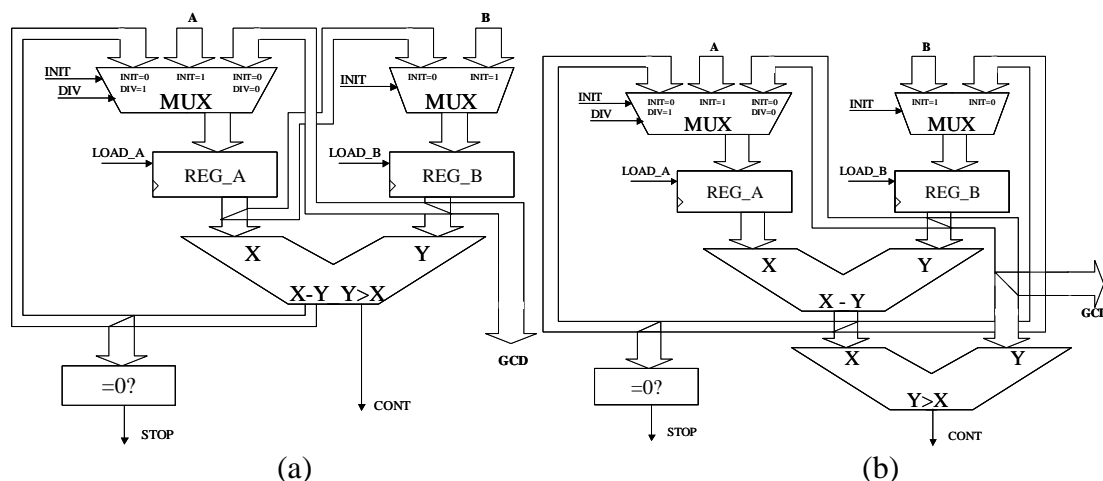 A
B
INIT
DIV
INIT=0
DIV=1
INIT=1
INIT=0
DIV=0
MUX
INIT
INIT=0
INIT=1
MUX
LOAD_A
REG_A
LOAD_B
REG_B
X
Y
X-Y
Y>X
=0?
STOP
CONT
GCD
(a)
A
B
INIT
DIV
INIT=0
DIV=1
INIT=1
INIT=0
DIV=0
MUX
INIT
INIT=1
INIT=0
MUX
LOAD_A
REG_A
LOAD_B
REG_B
X
Y
X - Y
GCD
X
Y
Y>X
=0?
STOP
CONT
(b)